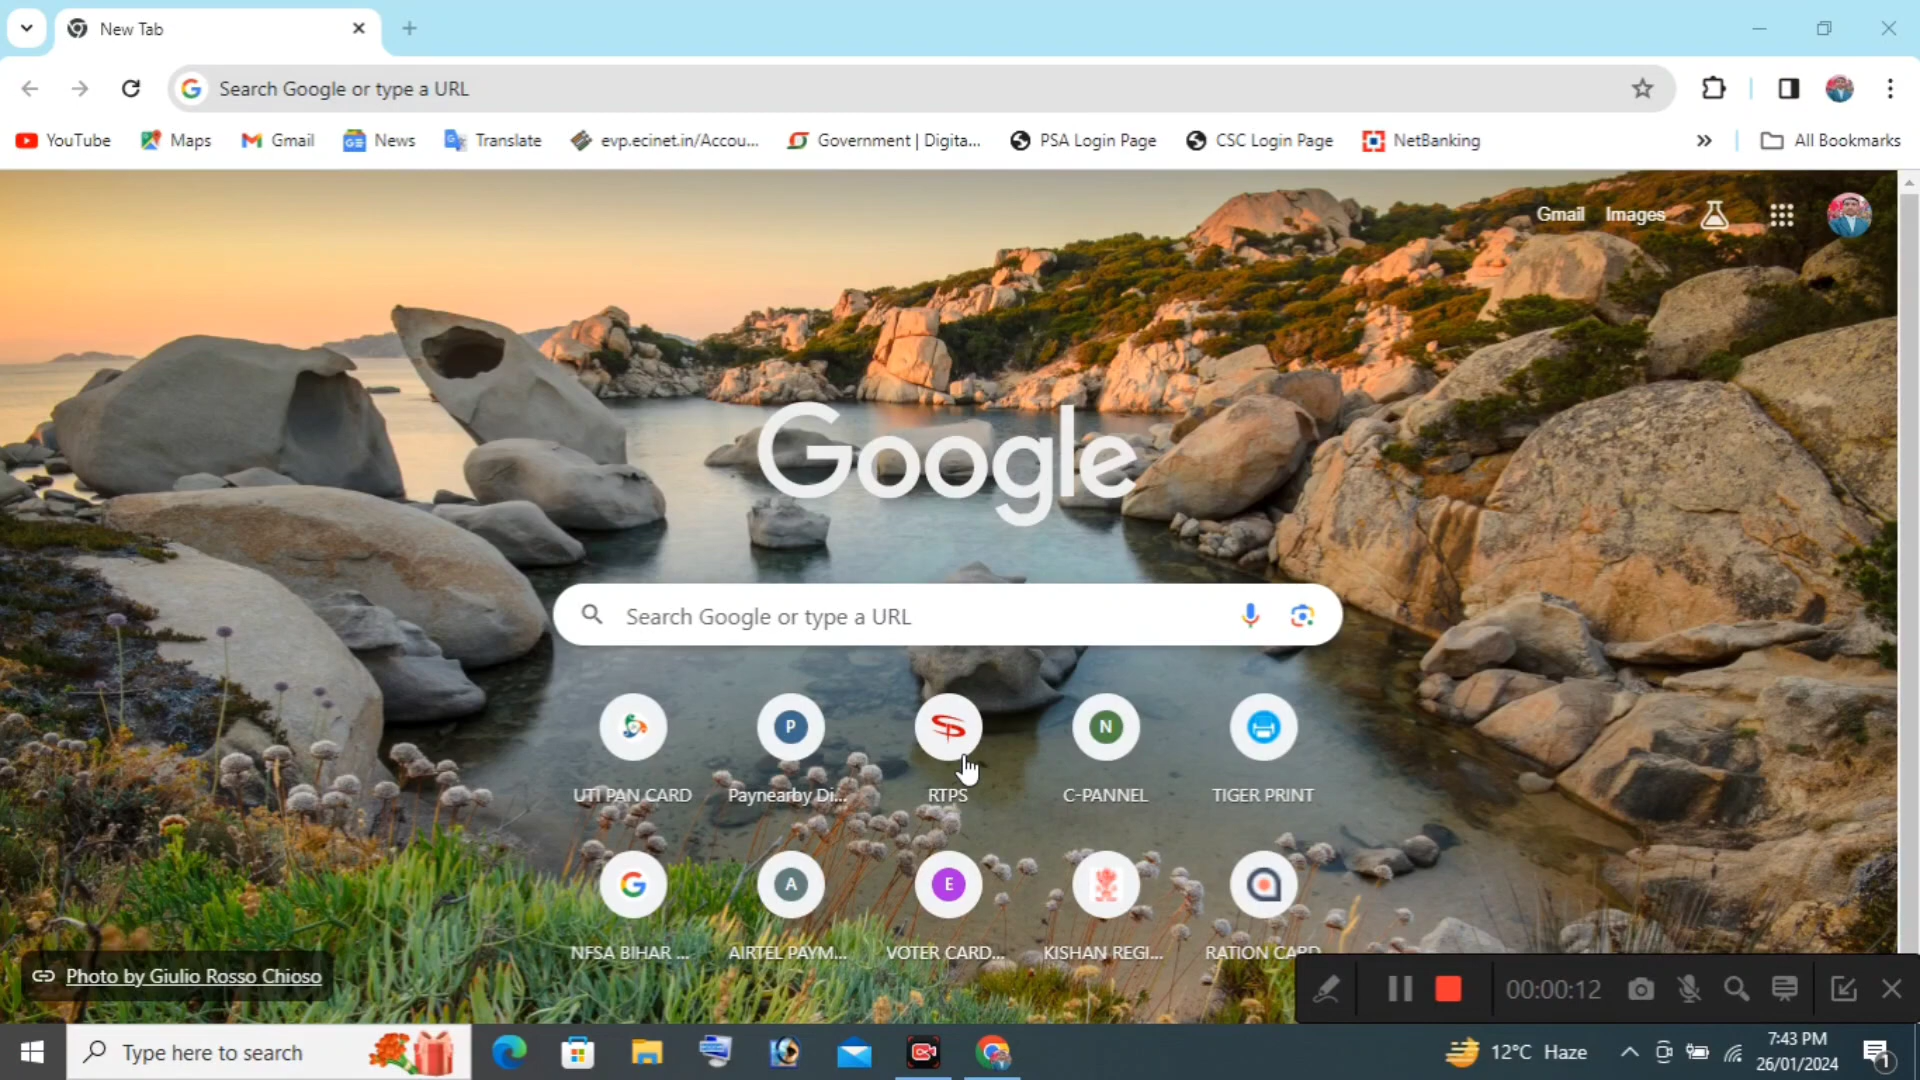 New Tab
Search Google or type a URL
YouTube Maps Gmail News Translate evp.ecinet.in/Accou... Government | Digita... PSA Login Page CSC Login Page NetBanking All Bookmarks
Gmail Images
Google
Search Google or type a URL
P N
UTI PAN CARD Paynearby Di... RTPS C-PANNEL TIGER PRINT
A E
NFSA BIHAR ... AIRTEL PAYM... VOTER CARD... KISHAN REGI... RATION CARD
Photo by Giulio Rosso Chioso
00:00:12
Type here to search
12°C Haze
7:43 PM
26/01/2024
1